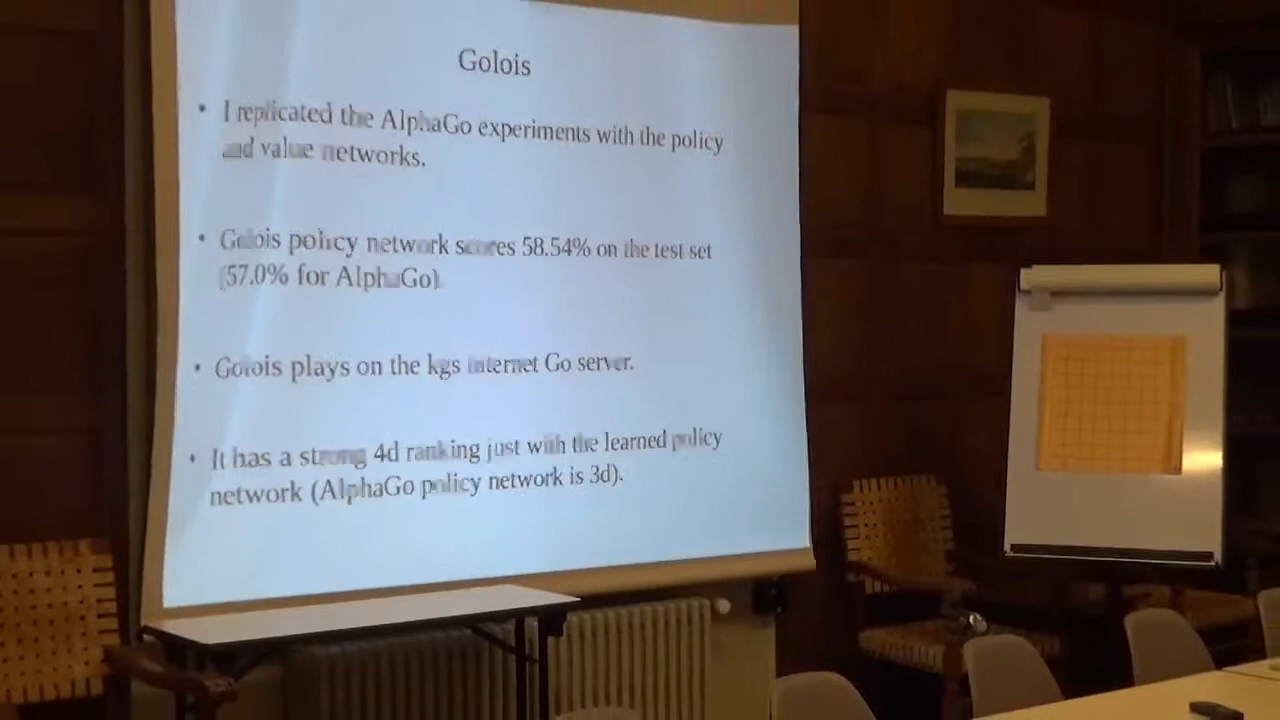 Golois
• I replicated the AlphaGo experiments with the policy
and value networks.
• Golois policy network scores 58.54% on the test set
(57.0% for AlphaGo).
• Golois plays on the kgs internet Go server.
• It has a strong 4d ranking just with the learned policy
network (AlphaGo policy network is 3d).